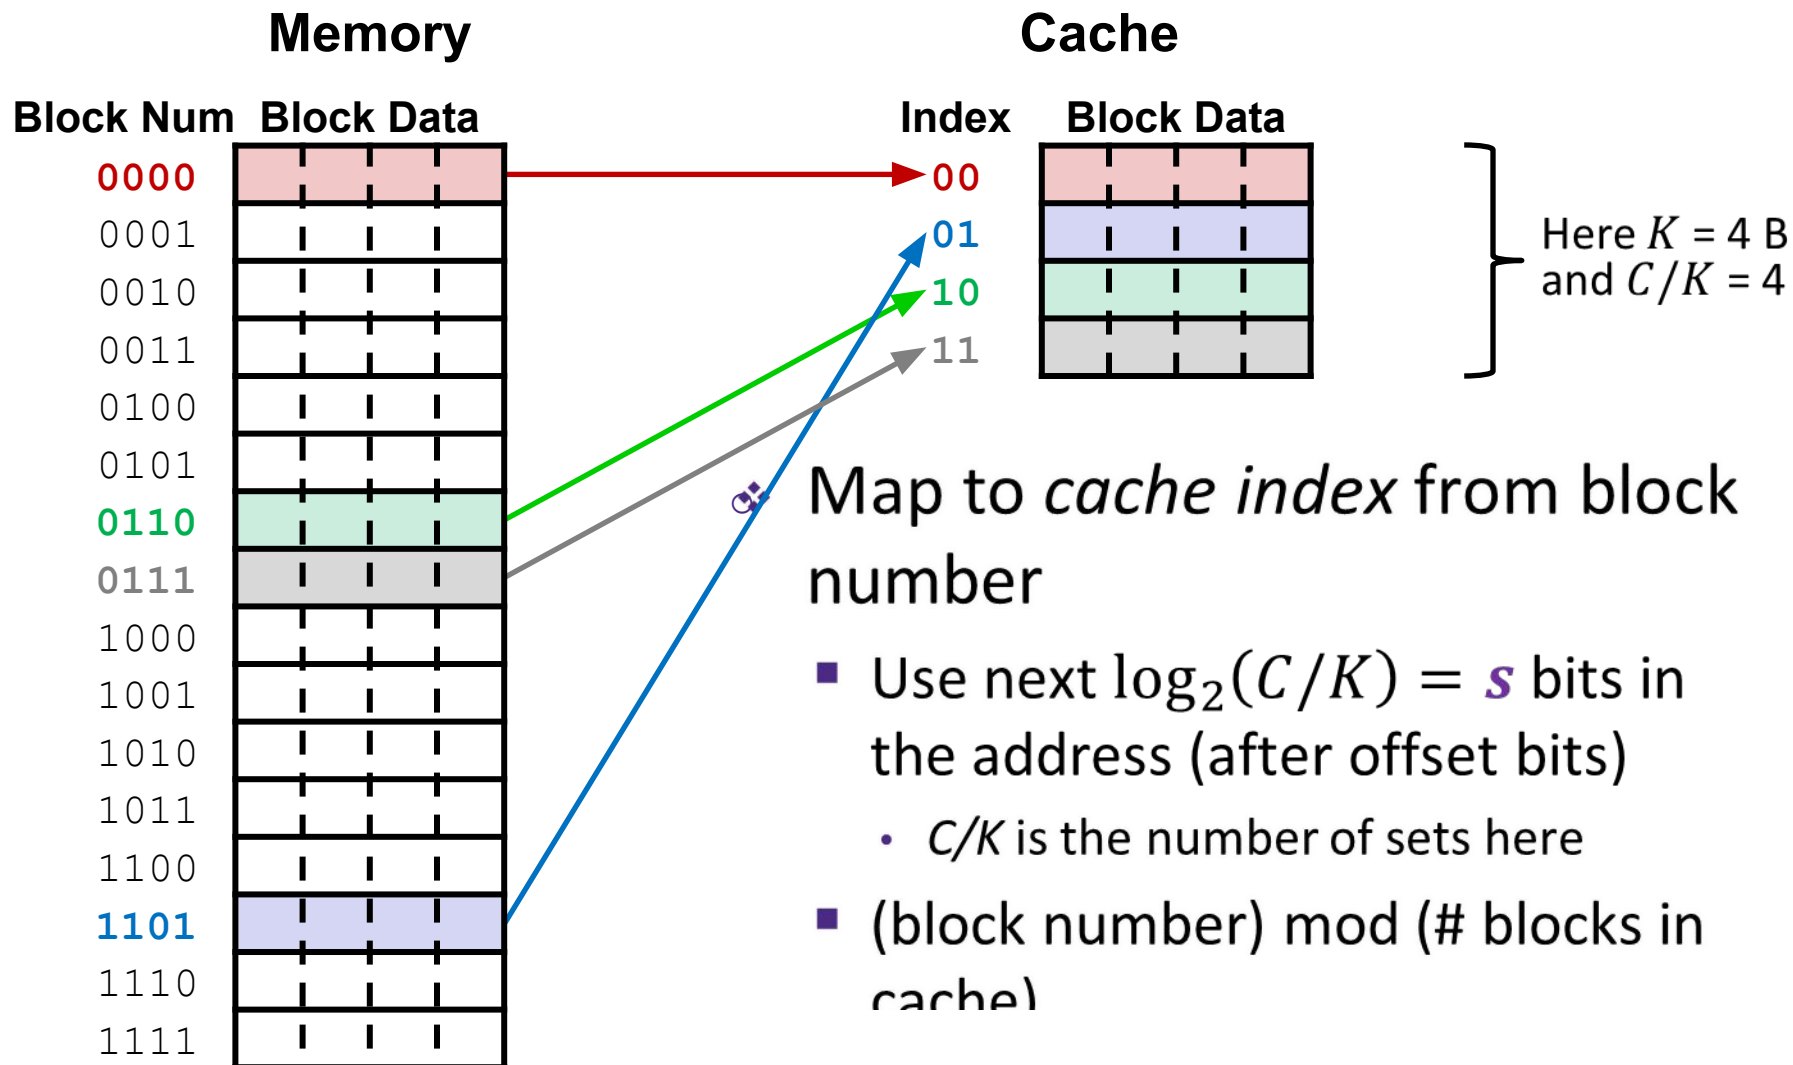 Memory
Cache
Block Num Block Data
Index Block Data
0000
0001
0010
0011
0100
0101
0110
0111
1000
1001
1010
1011
1100
1101
1110
1111
00
01
10
11
Here K = 4 B
and C/K = 4
Map to cache index from block
number
Use next log₂(C/K) = s bits in
the address (after offset bits)
C/K is the number of sets here
(block number) mod (# blocks in
cache)